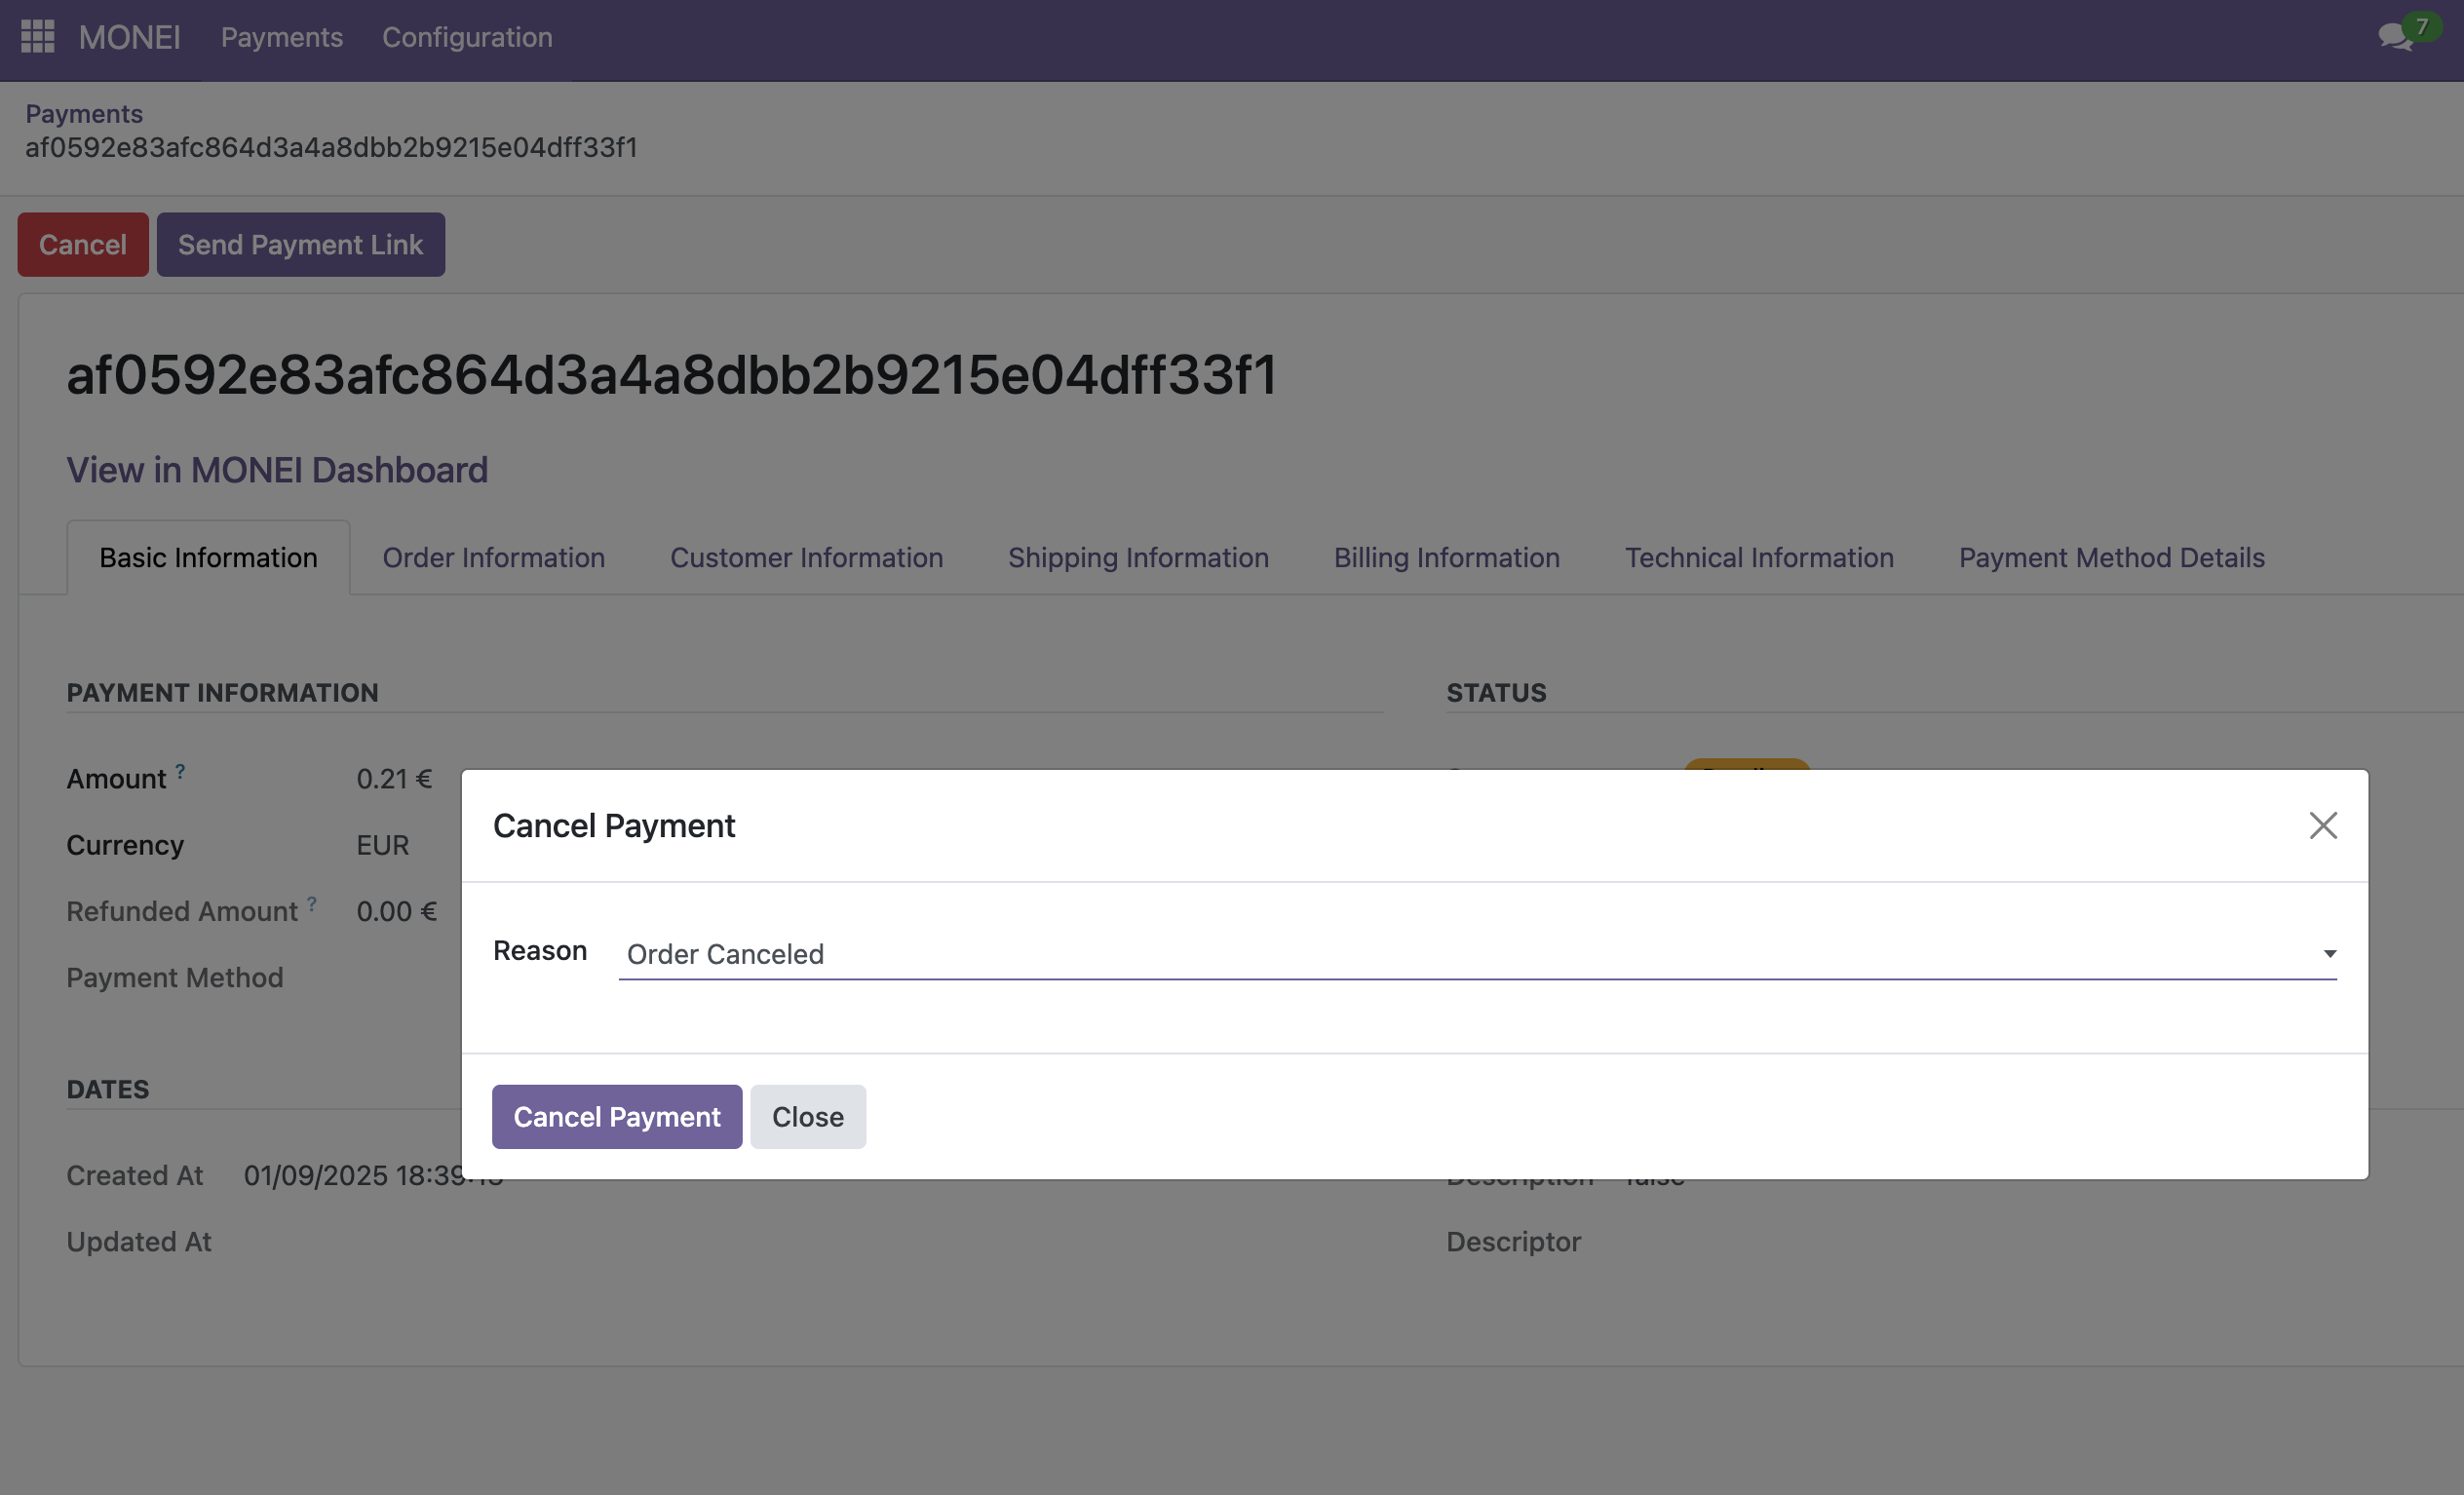 MONEI Payments Configuration 7
Payments
af0592e83afc864d3a4a8dbb2b9215e04dff33f1
Cancel Send Payment Link
af0592e83afc864d3a4a8dbb2b9215e04dff33f1
View in MONEI Dashboard
Basic Information Order Information Customer Information Shipping Information Billing Information Technical Information Payment Method Details
PAYMENT INFORMATION STATUS
Amount ? 0.21 €
Currency EUR
Refunded Amount ? 0.00 €
Payment Method
Cancel Payment
Reason Order Canceled
Cancel Payment Close
DATES
Created At 01/09/2025 18:39
Description false
Updated At
Descriptor